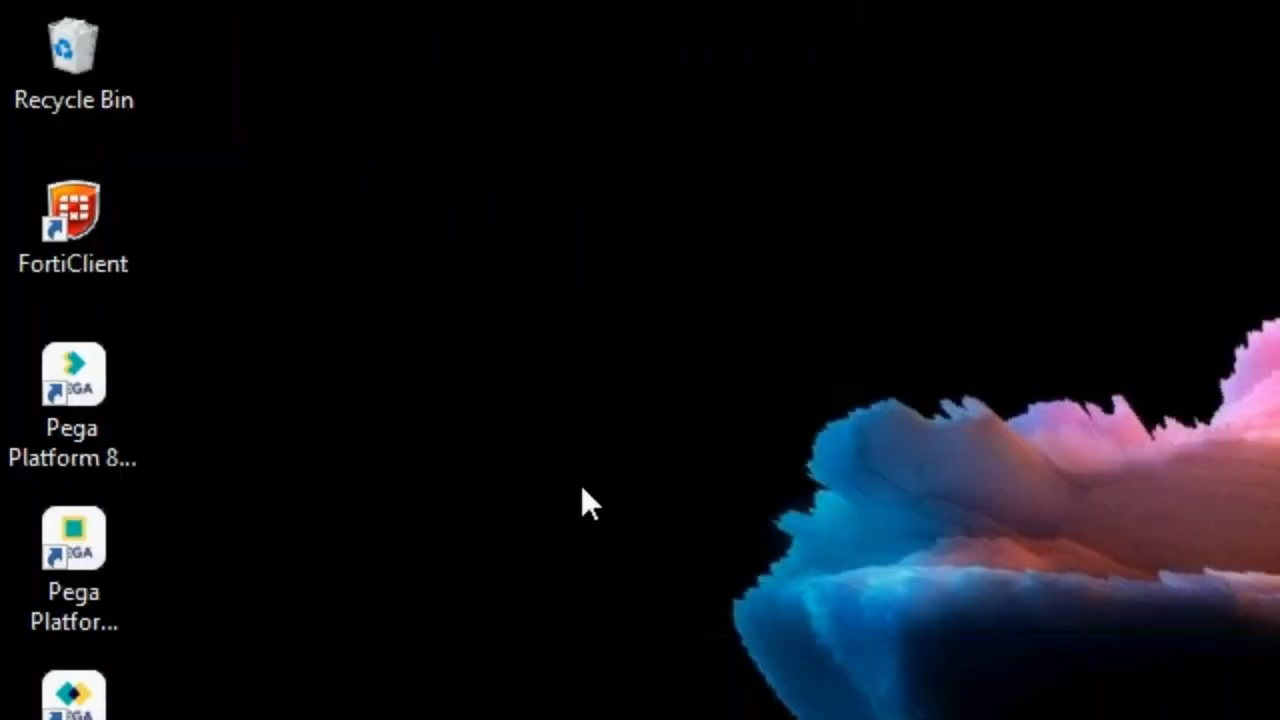 Recycle Bin
FortiClient
Pega
Platform 8...
Pega
Platfor...